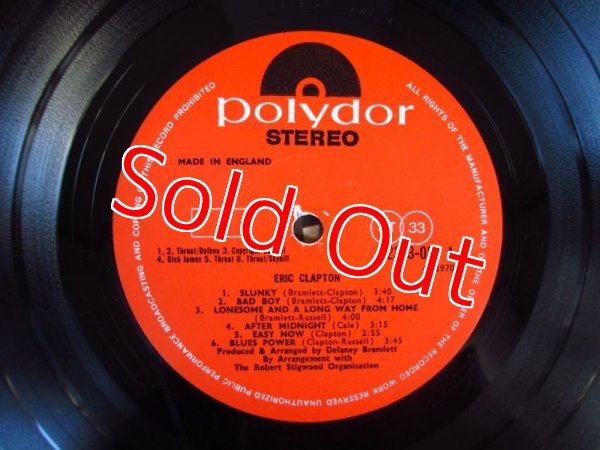 polydor
STEREO
MADE IN ENGLAND
Sold Out
33
1970
ERIC CLAPTON
1. SLUNKY (Bramlett-Clapton) 3:40
2. BAD BOY (Bramlett-Clapton) 4:17
3. LONESOME AND A LONG WAY FROM HOME
(Bramlett-Russell) 4:00
4. AFTER MIDNIGHT (Cale) 3:15
5. EASY NOW (Clapton) 2:55
6. BLUES POWER (Clapton-Russell) 3:45
Produced & Arranged by Delaney Bramlett
By Arrangement with
The Robert Stigwood Organisation
1, 2. Throat/Delbon 3.
4. Dick James 5. Throat 6. Throat/Skyhill
ALL RIGHTS OF THE MANUFACTURER AND OF THE OWNER OF THE RECORDED WORK RESERVED UNAUTHORIZED PUBLIC PERFORMANCE BROADCASTING AND COPYING OF THIS RECORD PROHIBITED